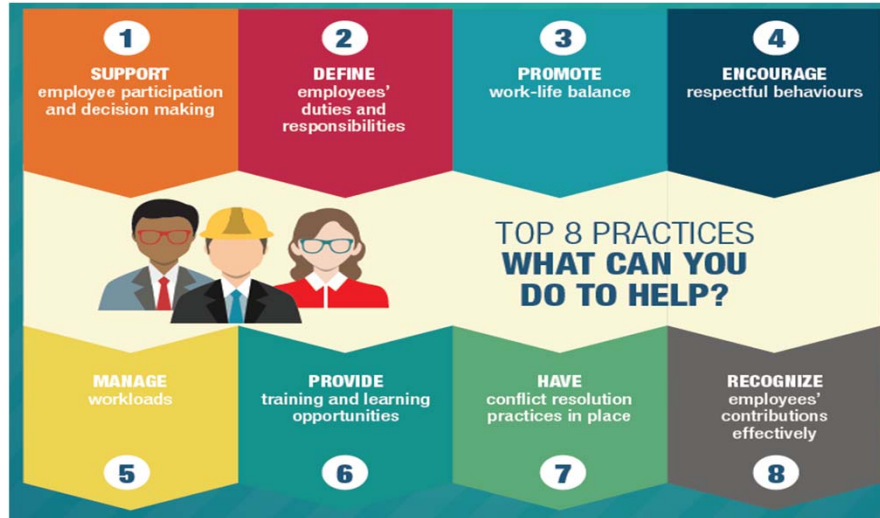 1
SUPPORT
employee participation
and decision making
2
DEFINE
employees'
duties and
responsibilities
3
PROMOTE
work-life balance
4
ENCOURAGE
respectful behaviours
TOP 8 PRACTICES
WHAT CAN YOU
DO TO HELP?
MANAGE
workloads
5
PROVIDE
training and learning
opportunities
6
HAVE
conflict resolution
practices in place
7
RECOGNIZE
employees'
contributions
effectively
8